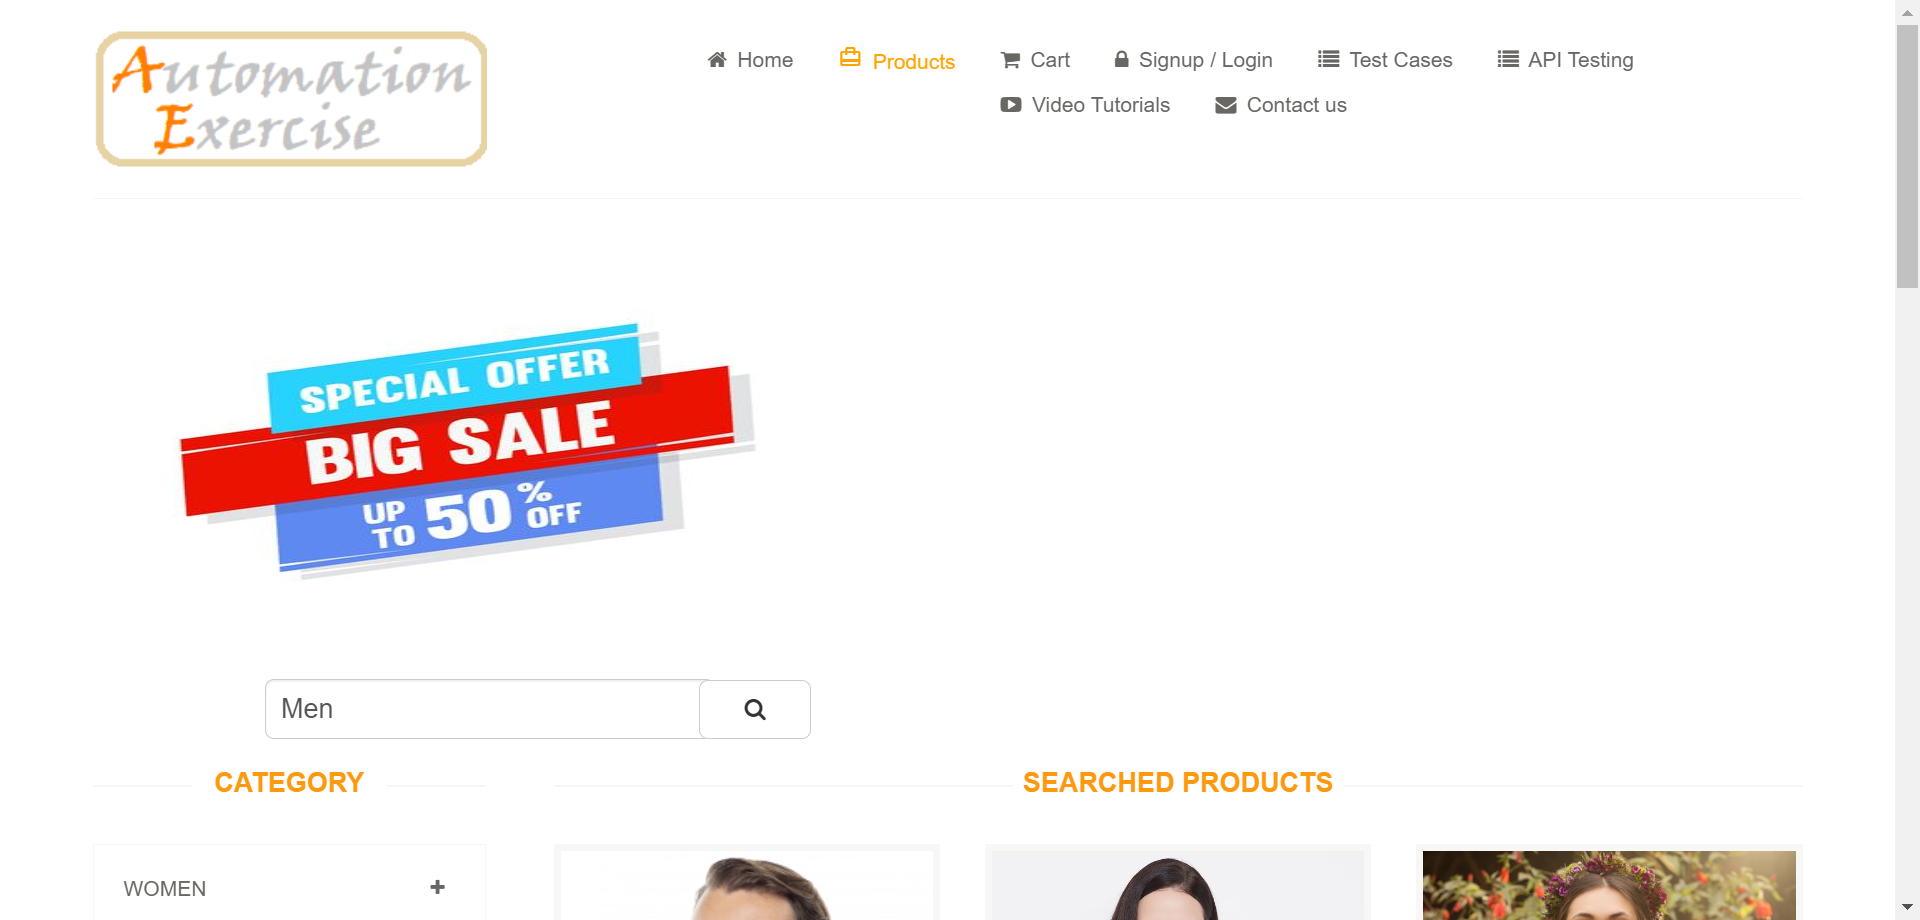 Automation
Exercise
Home
Products
Cart
Signup / Login
Test Cases
API Testing
Video Tutorials
Contact us
SPECIAL OFFER
BIG SALE
UP TO 50% OFF
Men
CATEGORY
SEARCHED PRODUCTS
WOMEN